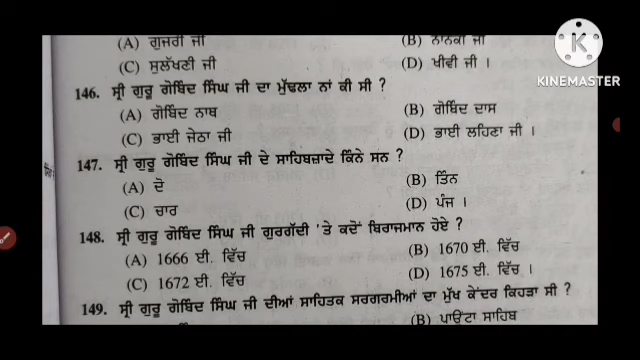 (A) ਗੁਜਰੀ ਜੀ (B) ਨਾਨਕੀ ਜੀ
(C) ਸੁਲੱਖਣੀ ਜੀ (D) ਖੀਵੀ ਜੀ ।
146. ਸ੍ਰੀ ਗੁਰੂ ਗੋਬਿੰਦ ਸਿੰਘ ਜੀ ਦਾ ਮੁੱਢਲਾ ਨਾਂ ਕੀ ਸੀ ?
(A) ਗੋਬਿੰਦ ਨਾਥ (B) ਗੋਬਿੰਦ ਦਾਸ
(C) ਭਾਈ ਜੇਠਾ ਜੀ (D) ਭਾਈ ਲਹਿਣਾ ਜੀ ।
147. ਸ੍ਰੀ ਗੁਰੂ ਗੋਬਿੰਦ ਸਿੰਘ ਜੀ ਦੇ ਸਾਹਿਬਜ਼ਾਦੇ ਕਿੰਨੇ ਸਨ ?
(A) ਦੋ (B) ਤਿੰਨ
(C) ਚਾਰ (D) ਪੰਜ ।
148. ਸ੍ਰੀ ਗੁਰੂ ਗੋਬਿੰਦ ਸਿੰਘ ਜੀ ਗੁਰਗੱਦੀ 'ਤੇ ਕਦੋਂ ਬਿਰਾਜਮਾਨ ਹੋਏ ?
(A) 1666 ਈ. ਵਿੱਚ (B) 1670 ਈ. ਵਿੱਚ
(C) 1672 ਈ. ਵਿੱਚ (D) 1675 ਈ. ਵਿੱਚ ।
149. ਸ੍ਰੀ ਗੁਰੂ ਗੋਬਿੰਦ ਸਿੰਘ ਜੀ ਦੀਆਂ ਸਾਹਿਤਕ ਸਰਗਰਮੀਆਂ ਦਾ ਮੁੱਖ ਕੇਂਦਰ ਕਿਹੜਾ ਸੀ ?
(B) ਪਾਉਂਟਾ ਸਾਹਿਬ
K
KINEMASTER